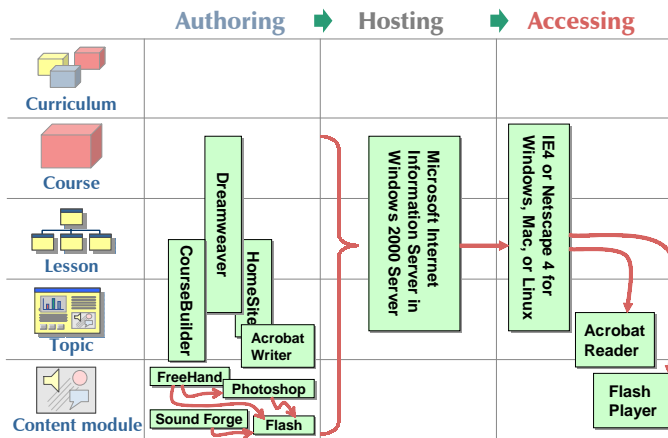 Authoring
Hosting
Accessing
Curriculum
Course
Lesson
Topic
Content module
Dreamweaver
CourseBuilder
HomeSite
Acrobat
Writer
FreeHand
Photoshop
Sound Forge
Flash
Microsoft Internet
Information Server in
Windows 2000 Server
IE4 or Netscape 4 for
Windows, Mac, or Linux
Acrobat
Reader
Flash
Player